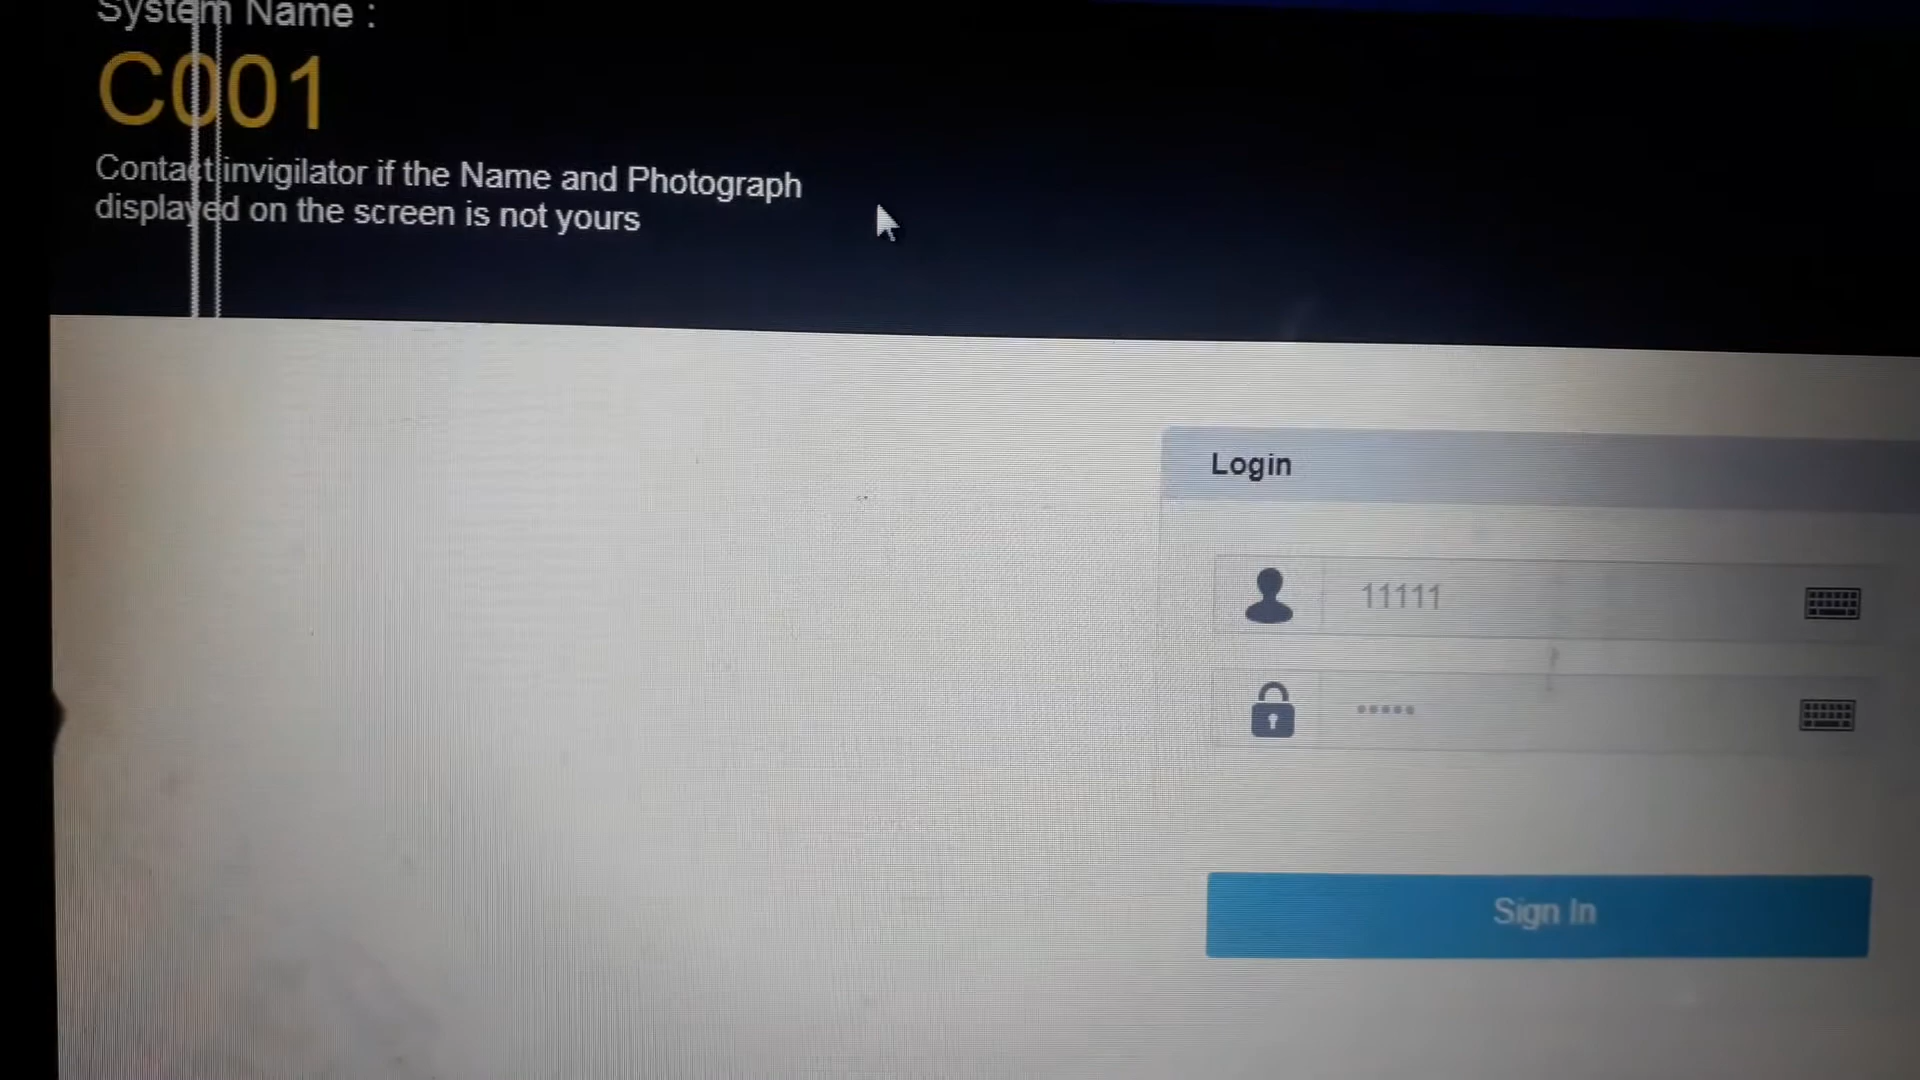 System Name :
C001
Contact invigilator if the Name and Photograph
displayed on the screen is not yours
Login
11111
•••••
Sign In